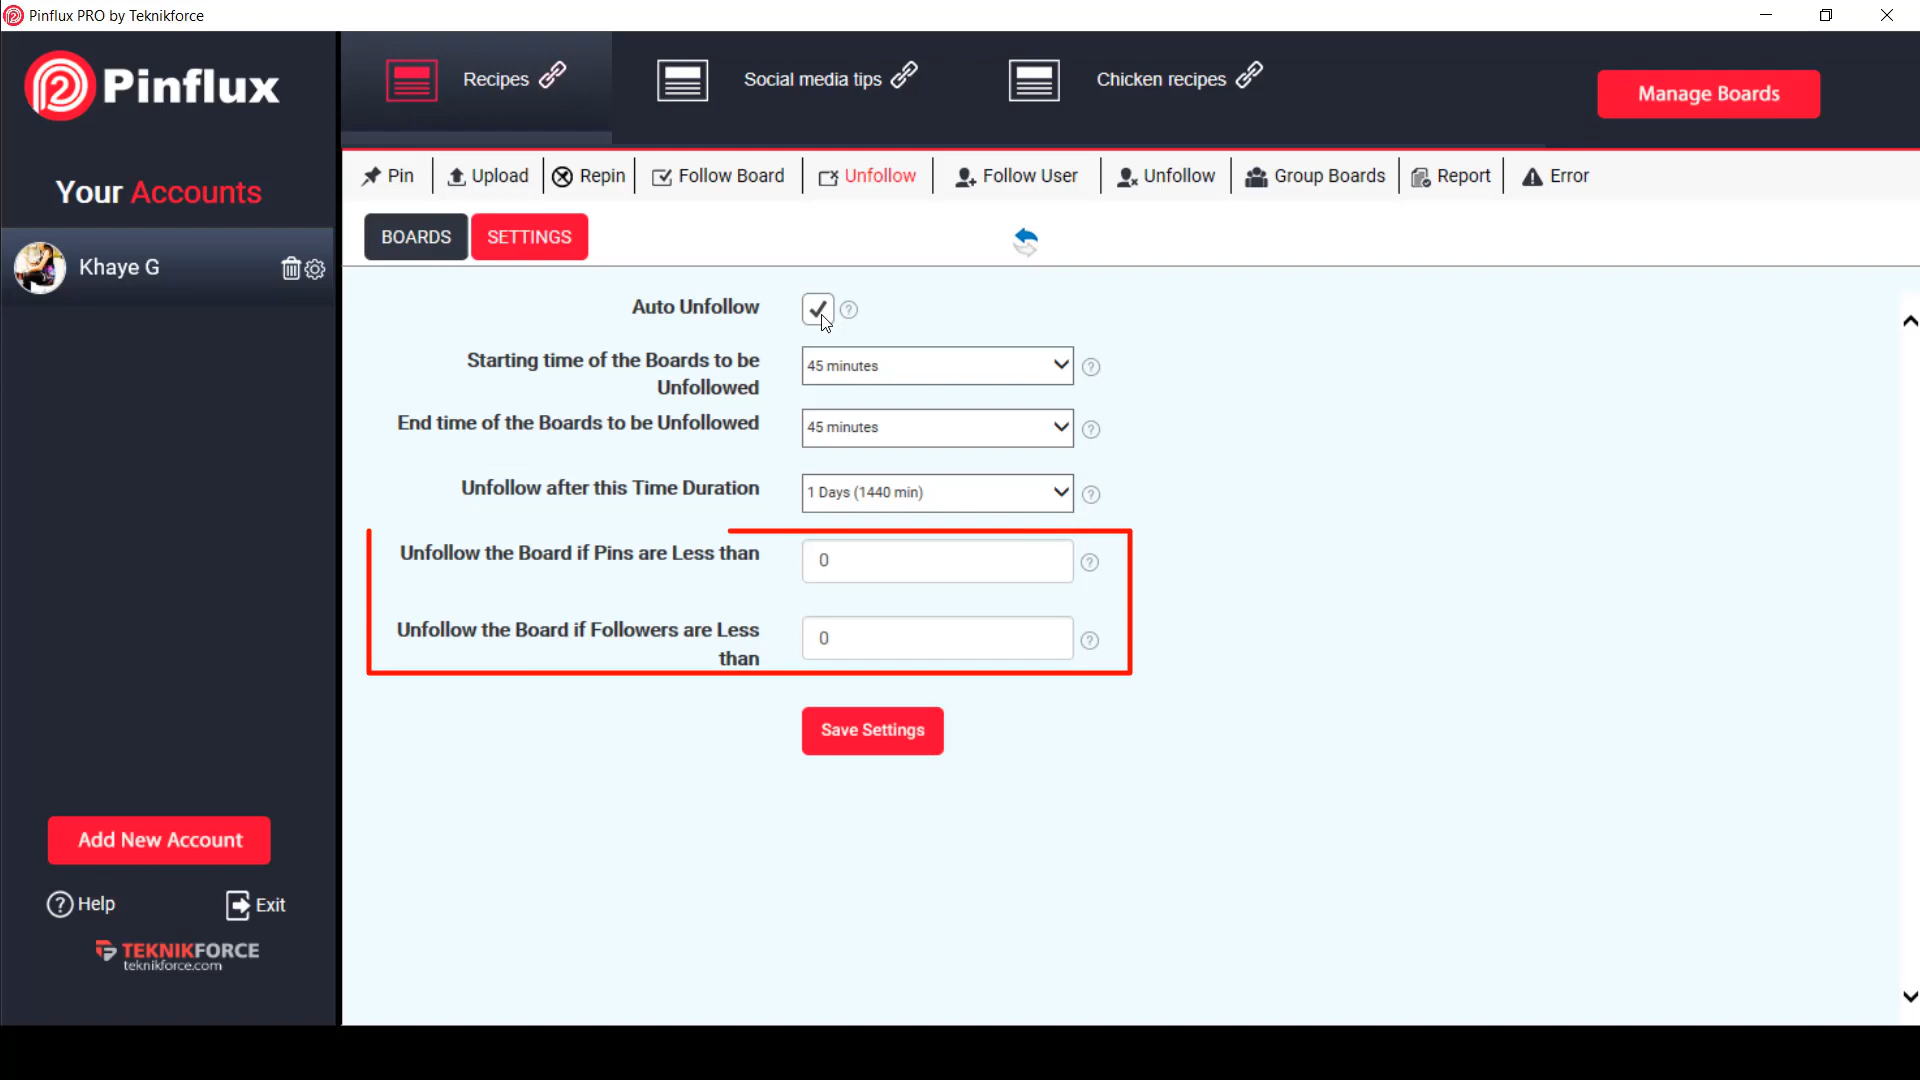 Pinflux PRO by Teknikforce
Pinflux
Recipes
Social media tips
Chicken recipes
Manage Boards
Your Accounts
Pin
Upload
Repin
Follow Board
Unfollow
Follow User
Unfollow
Group Boards
Report
Error
BOARDS
SETTINGS
Khaye G
Auto Unfollow
?
Starting time of the Boards to be
Unfollowed
45 minutes
?
End time of the Boards to be Unfollowed
45 minutes
?
Unfollow after this Time Duration
1 Days (1440 min)
?
Unfollow the Board if Pins are Less than
0
?
Unfollow the Board if Followers are Less
than
0
?
Save Settings
Add New Account
? Help
Exit
TEKNIKFORCE
teknikforce.com